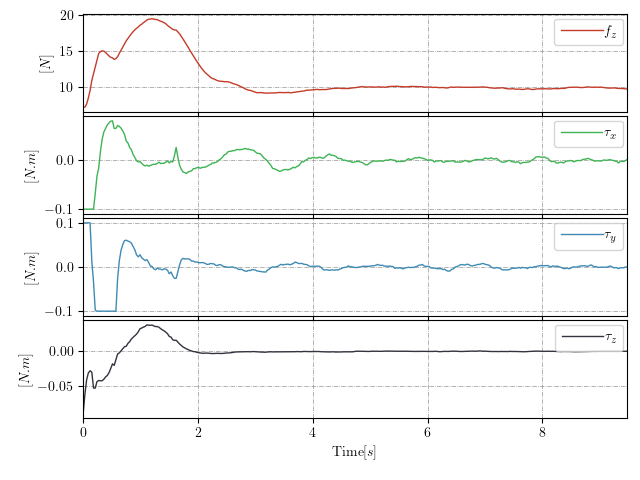 20
15
10
[N]
f_z
0.0
−0.1
[N.m]
τ_x
0.1
0.0
−0.1
[N.m]
τ_y
0.00
−0.05
[N.m]
τ_z
0 2 4 6 8
Time[s]